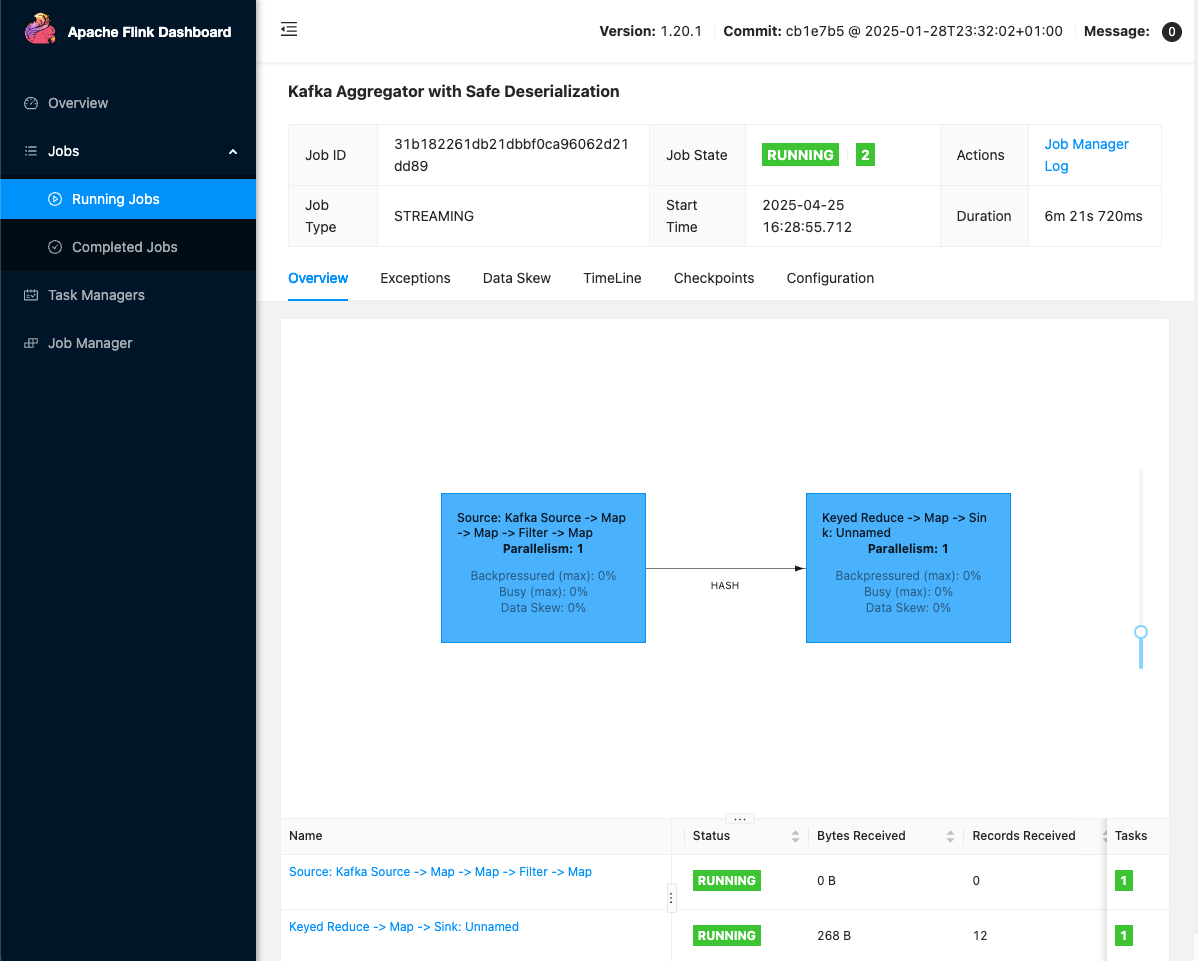 Apache Flink Dashboard
Version: 1.20.1 Commit: cb1e7b5 @ 2025-01-28T23:32:02+01:00 Message: 0
Overview
Jobs
Running Jobs
Completed Jobs
Task Managers
Job Manager
Kafka Aggregator with Safe Deserialization
Job ID
31b182261db21dbbf0ca96062d21
dd89
Job State
RUNNING 2
Actions
Job Manager
Log
Job
Type
STREAMING
Start
Time
2025-04-25
16:28:55.712
Duration
6m 21s 720ms
Overview Exceptions Data Skew TimeLine Checkpoints Configuration
Source: Kafka Source -> Map
-> Map -> Filter -> Map
Parallelism: 1
Backpressured (max): 0%
Busy (max): 0%
Data Skew: 0%
HASH
Keyed Reduce -> Map -> Sin
k: Unnamed
Parallelism: 1
Backpressured (max): 0%
Busy (max): 0%
Data Skew: 0%
Name Status Bytes Received Records Received Tasks
Source: Kafka Source -> Map -> Map -> Filter -> Map RUNNING 0 B 0 1
Keyed Reduce -> Map -> Sink: Unnamed RUNNING 268 B 12 1